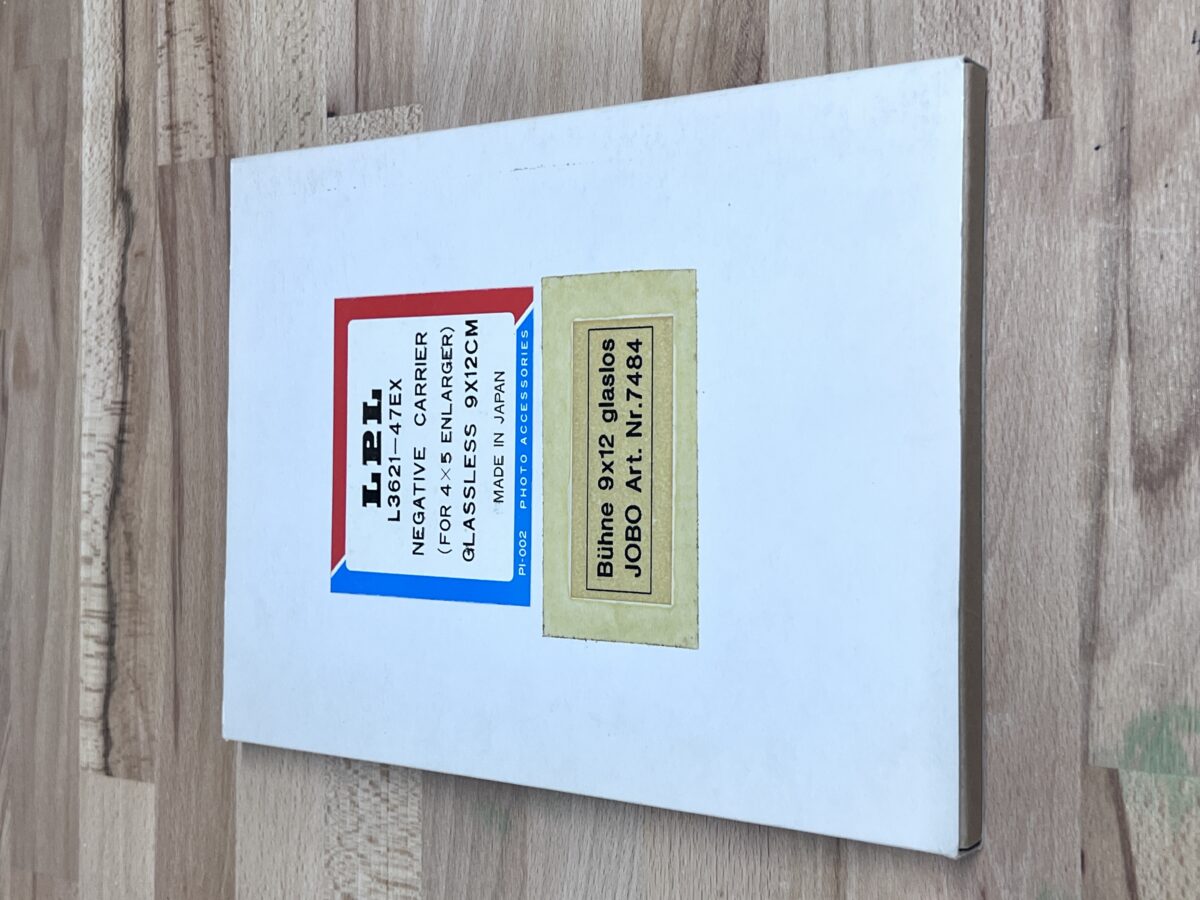 LPL
L3621-47EX
NEGATIVE CARRIER
(FOR 4×5 ENLARGER)
GLASSLESS 9X12CM
MADE IN JAPAN
PI-002 PHOTO ACCESSORIES
Bühne 9x12 glaslos
JOBO Art. Nr.7484